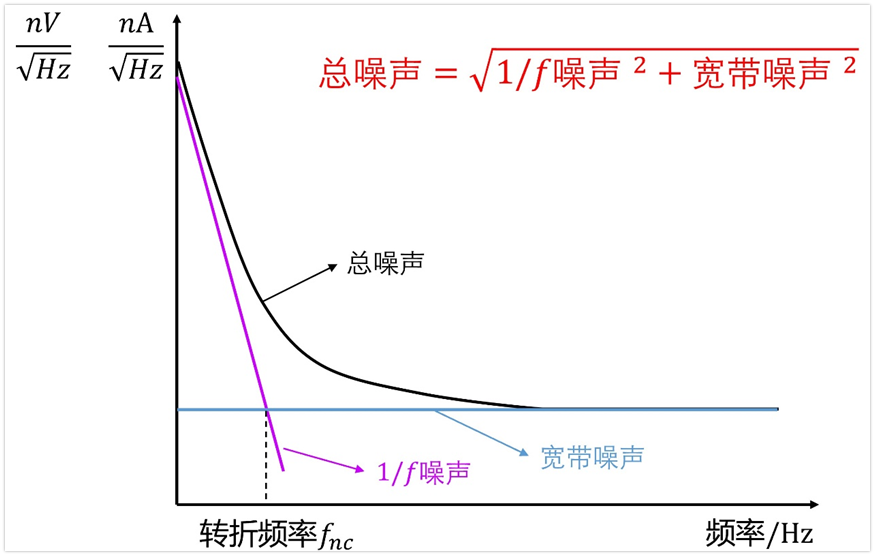 nV/√Hz nA/√Hz
总噪声 = √(1/f噪声 ² + 宽带噪声 ²)
总噪声
宽带噪声
1/f噪声
转折频率f_nc 频率/Hz